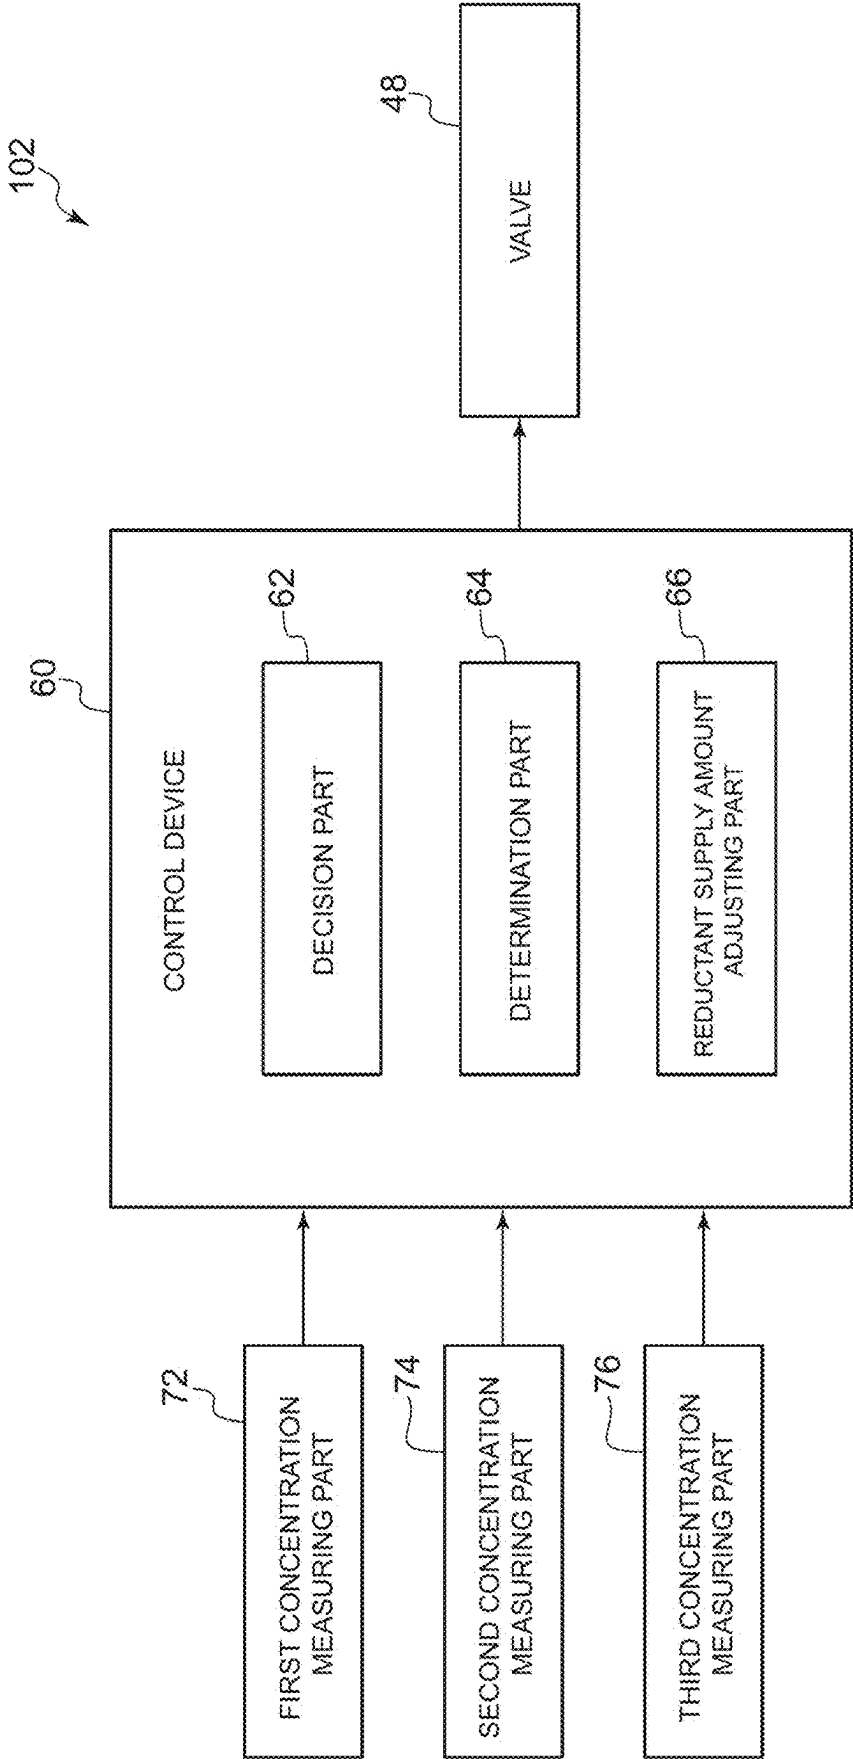 102
72
FIRST CONCENTRATION
MEASURING PART
74
SECOND CONCENTRATION
MEASURING PART
76
THIRD CONCENTRATION
MEASURING PART
60
CONTROL DEVICE
62
DECISION PART
64
DETERMINATION PART
66
REDUCTANT SUPPLY AMOUNT
ADJUSTING PART
48
VALVE